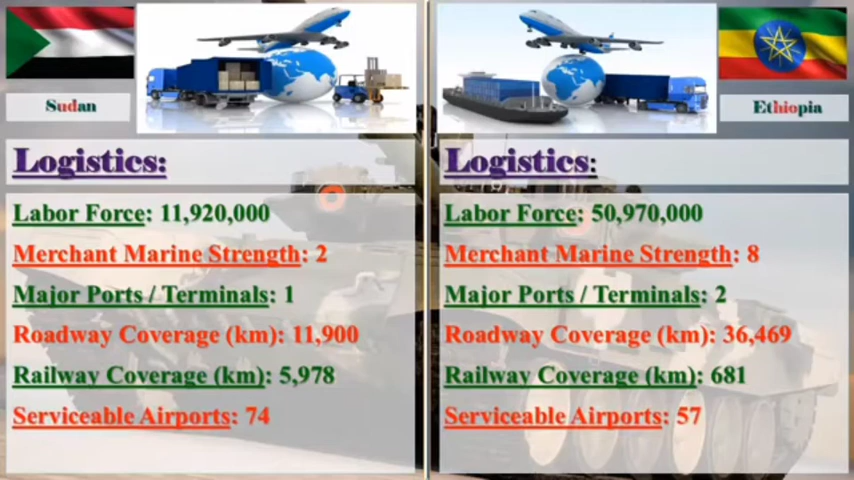 Sudan
Logistics:
Labor Force: 11,920,000
Merchant Marine Strength: 2
Major Ports / Terminals: 1
Roadway Coverage (km): 11,900
Railway Coverage (km): 5,978
Serviceable Airports: 74
Ethiopia
Logistics:
Labor Force: 50,970,000
Merchant Marine Strength: 8
Major Ports / Terminals: 2
Roadway Coverage (km): 36,469
Railway Coverage (km): 681
Serviceable Airports: 57